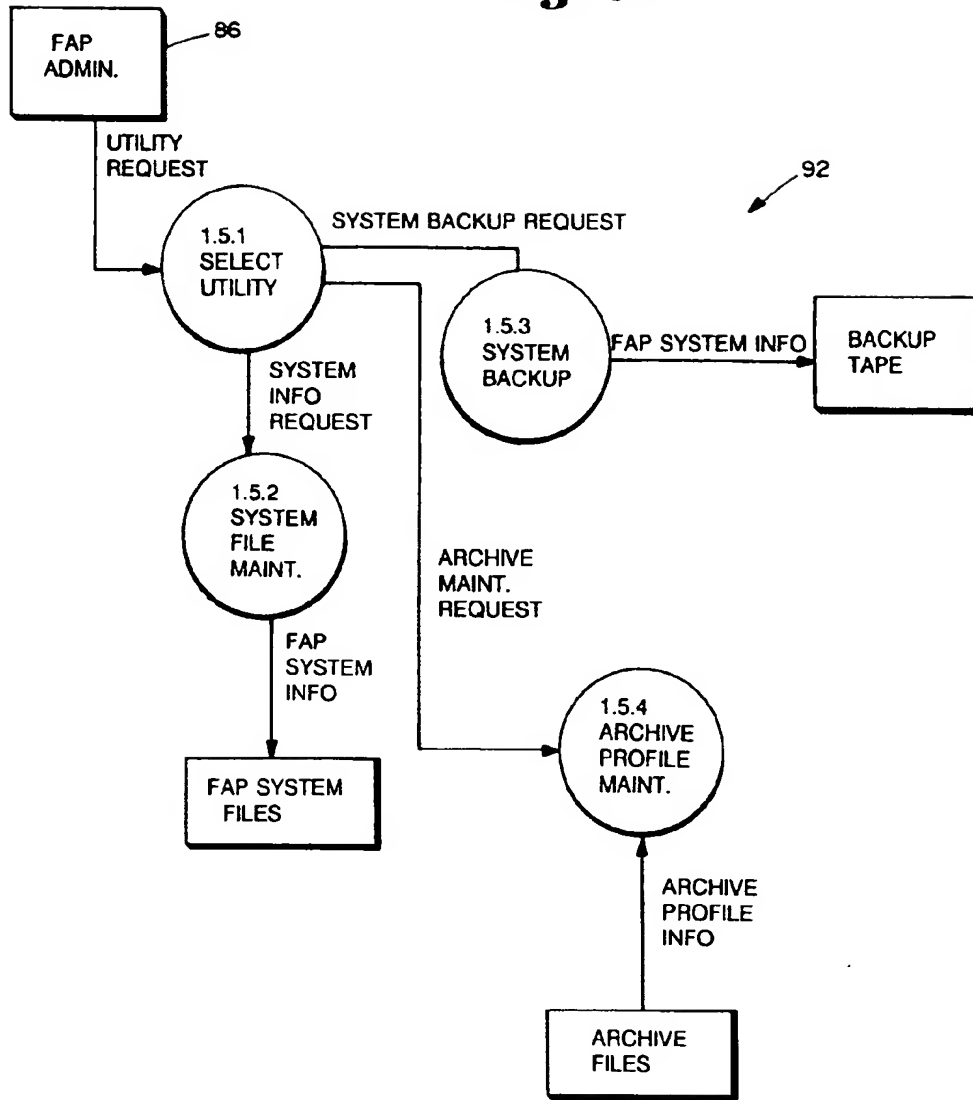 FAP
ADMIN.
86
UTILITY
REQUEST
92
SYSTEM BACKUP REQUEST
1.5.1
SELECT
UTILITY
1.5.3
SYSTEM
BACKUP
FAP SYSTEM INFO
BACKUP
TAPE
SYSTEM
INFO
REQUEST
1.5.2
SYSTEM
FILE
MAINT.
ARCHIVE
MAINT.
REQUEST
FAP
SYSTEM
INFO
1.5.4
ARCHIVE
PROFILE
MAINT.
FAP SYSTEM
FILES
ARCHIVE
PROFILE
INFO
ARCHIVE
FILES